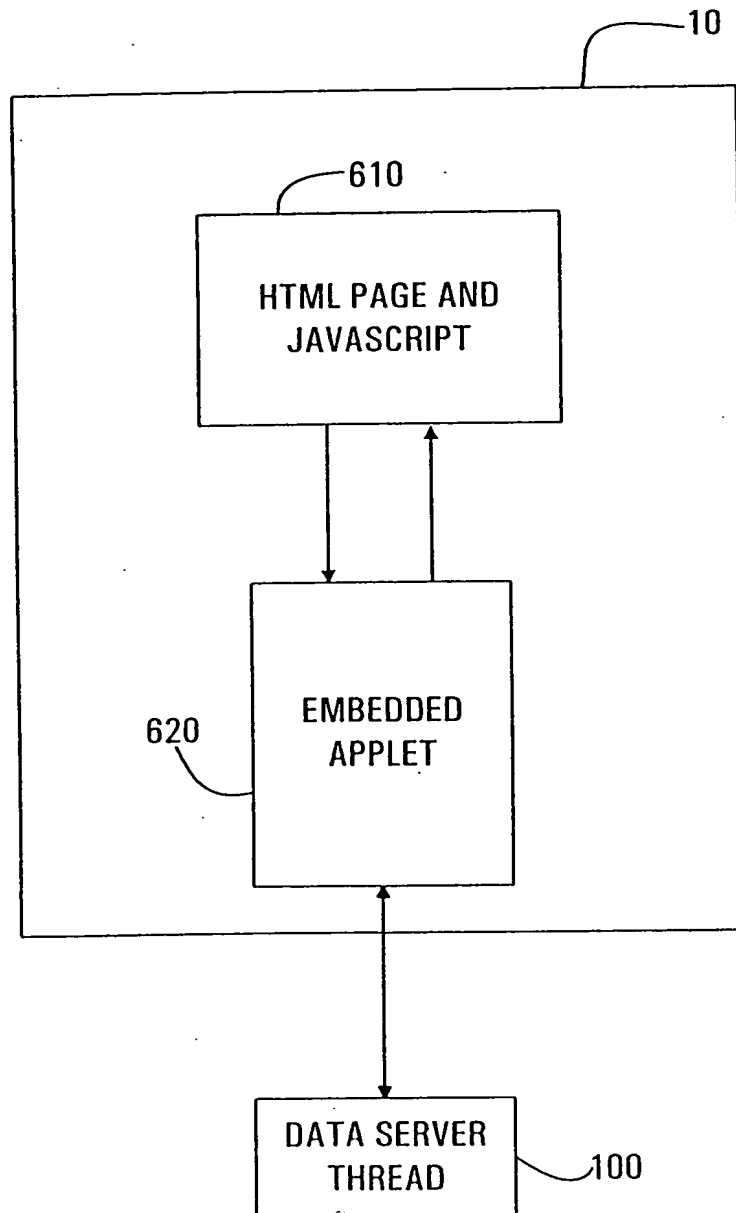 10
610
HTML PAGE AND
JAVASCRIPT
620
EMBEDDED
APPLET
DATA SERVER
THREAD
100